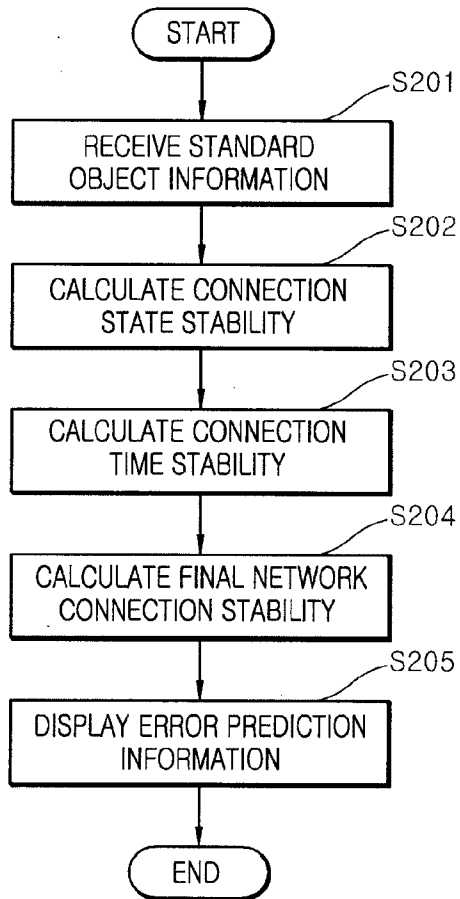 START
S201
RECEIVE STANDARD
OBJECT INFORMATION
S202
CALCULATE CONNECTION
STATE STABILITY
S203
CALCULATE CONNECTION
TIME STABILITY
S204
CALCULATE FINAL NETWORK
CONNECTION STABILITY
S205
DISPLAY ERROR PREDICTION
INFORMATION
END